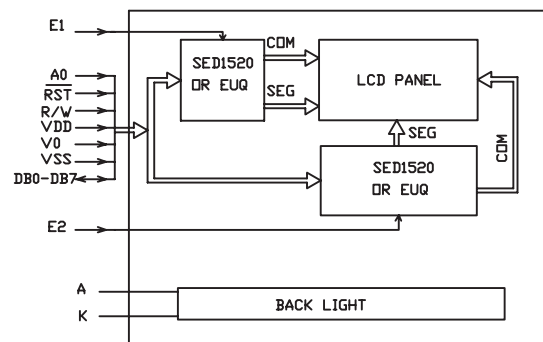 E1
A0
RST
R/W
VDD
V0
VSS
DB0-DB7
E2
SED1520
OR EUQ
COM
SEG
LCD PANEL
SEG
COM
SED1520
OR EUQ
A
K
BACK LIGHT